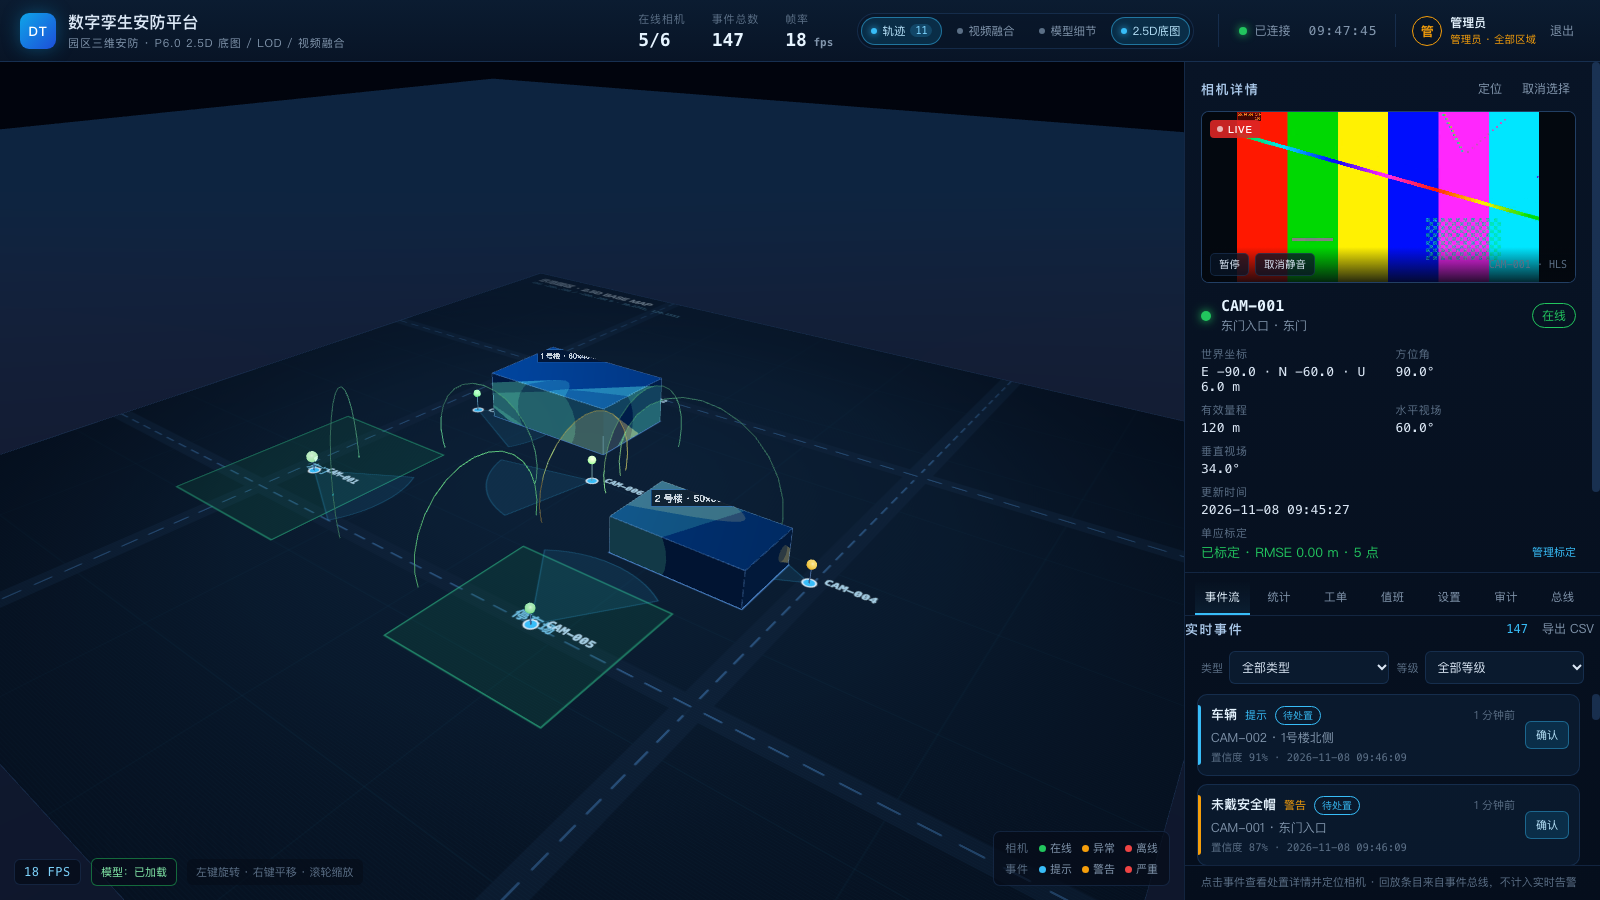 DT
数字孪生安防平台
园区三维安防 · P6.0 2.5D 底图 / LOD / 视频融合
在线相机
5/6
事件总数
147
帧率
18 fps
轨迹 11
视频融合
模型细节
2.5D底图
已连接
09:47:45
管
管理员
管理员 · 全部区域
退出
1号楼 · 60x40...
CAM-001
CAM-006
2 号楼 · 50x
CAM-004
停车场
CAM-005
18 FPS
模型: 已加载
左键旋转 · 右键平移 · 滚轮缩放
相机 在线 异常 离线
事件 提示 警告 严重
相机详情
定位
取消选择
LIVE
暂停
取消静音
CAM-001 · HLS
CAM-001
东门入口 · 东门
在线
世界坐标
E -90.0 · N -60.0 · U 
6.0 m
方位角
90.0°
有效量程
120 m
水平视场
60.0°
垂直视场
34.0°
更新时间
2026-11-08 09:45:27
单应标定
已标定 · RMSE 0.00 m · 5 点
管理标定
事件流
统计
工单
值班
设置
审计
总线
实时事件
147
导出 CSV
类型
全部类型
等级
全部等级
车辆 提示 待处置
1 分钟前
CAM-002 · 1号楼北侧
置信度 91% · 2026-11-08 09:46:09
确认
未戴安全帽 警告 待处置
1 分钟前
CAM-001 · 东门入口
置信度 87% · 2026-11-08 09:46:09
确认
点击事件查看处置详情并定位相机 · 回放条目来自事件总线，不计入实时告警